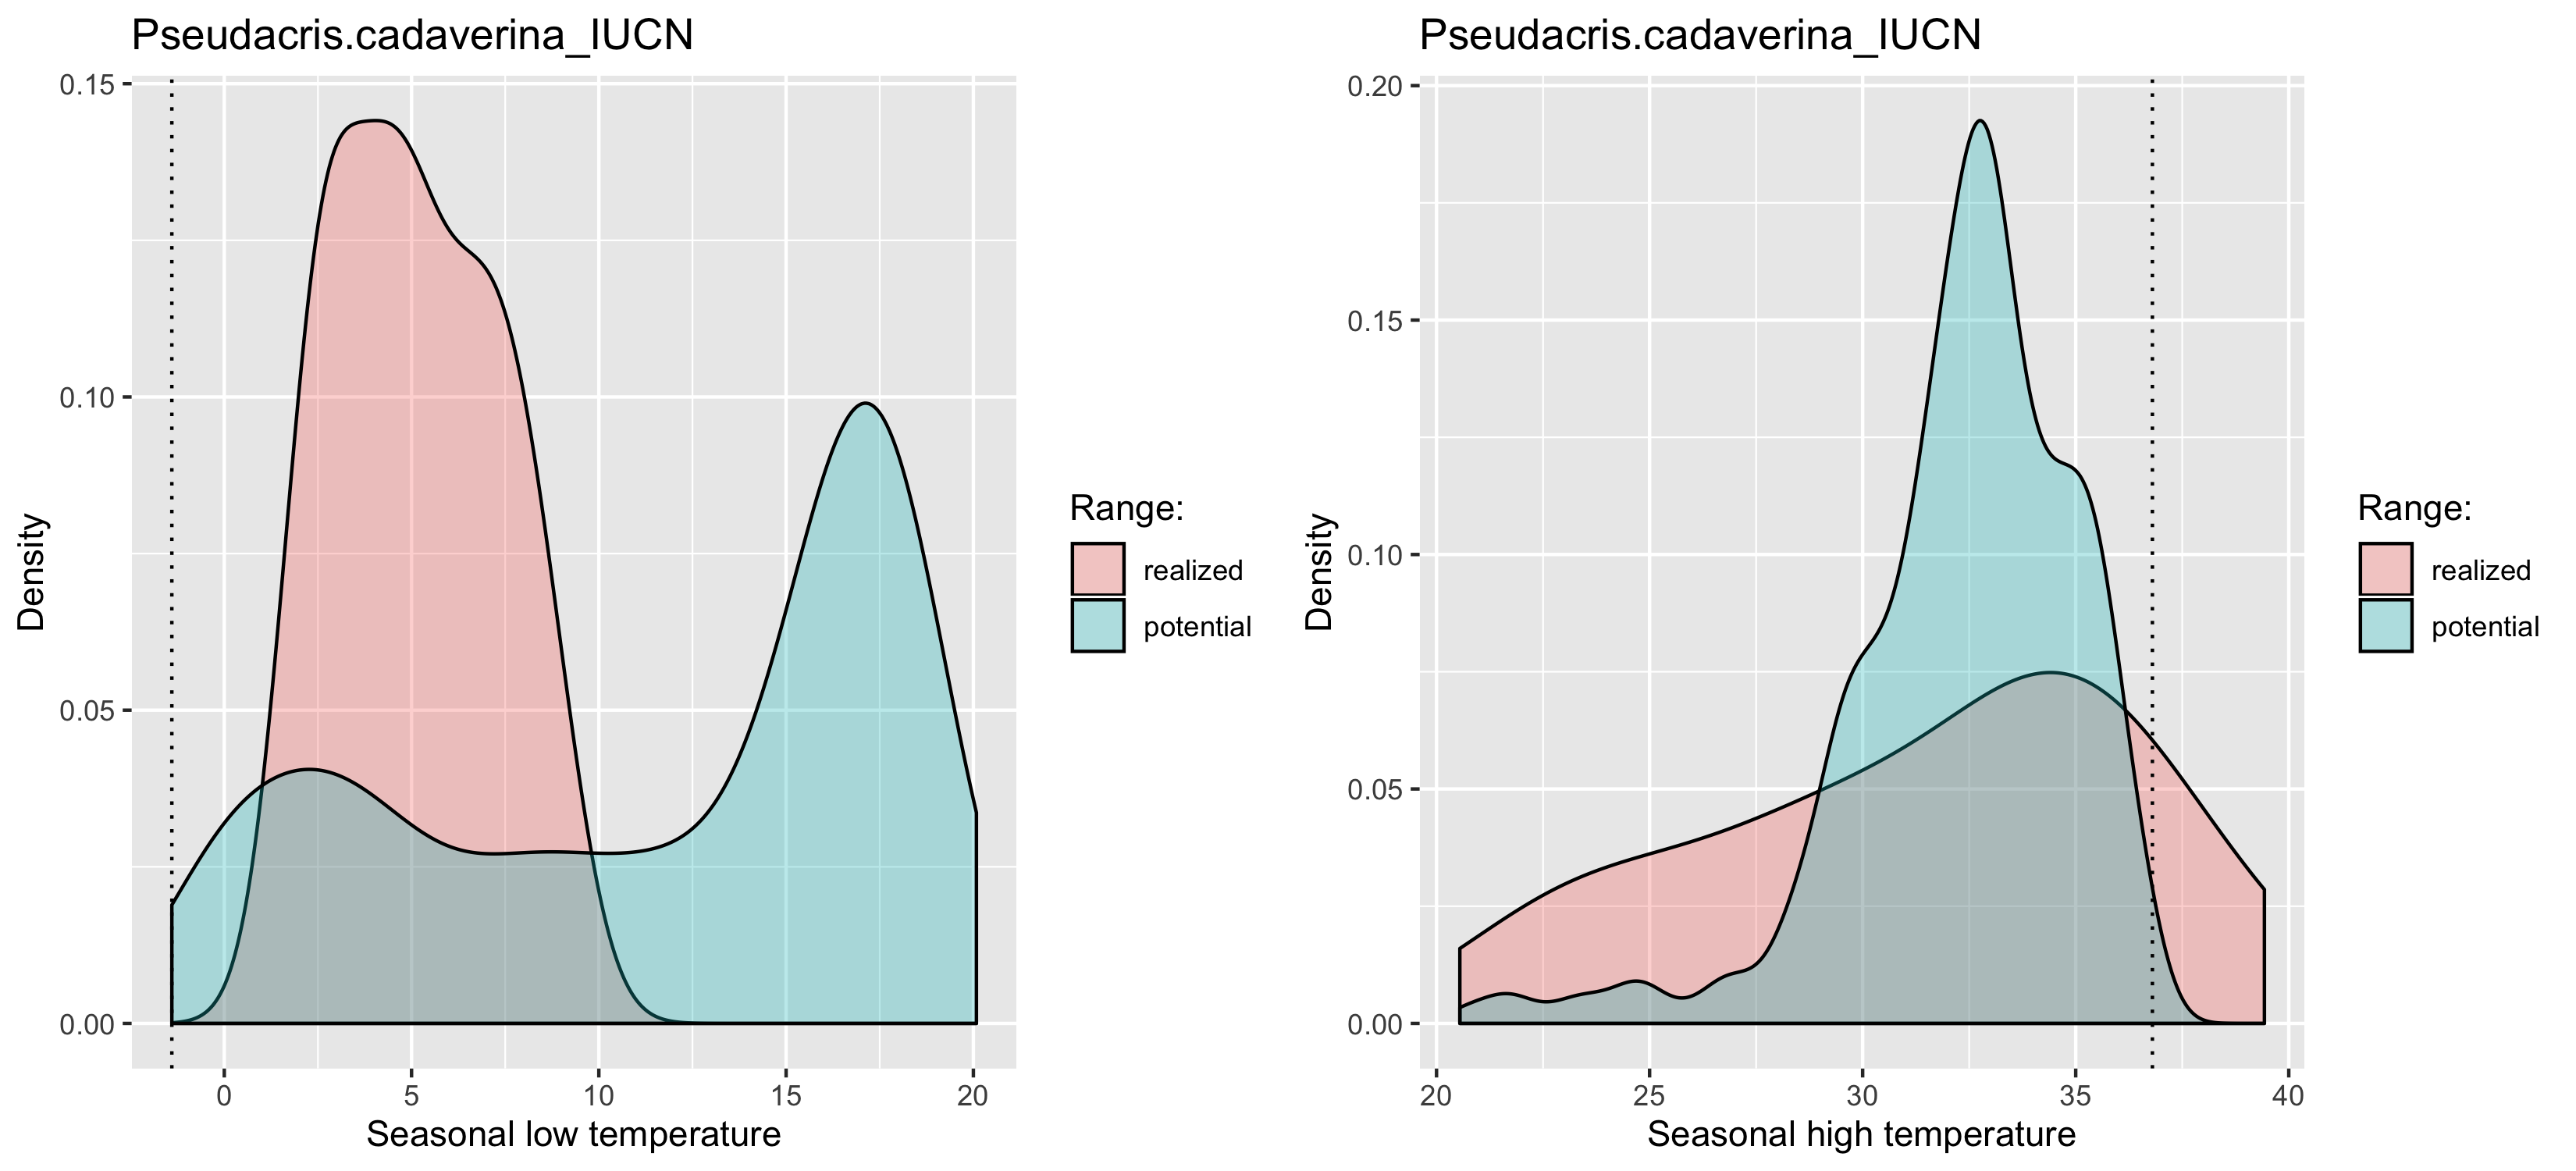 Pseudacris.cadaverina_IUCN
0.15
0.10
0.05
0.00
Density
0 5 10 15 20
Seasonal low temperature
Range:
realized
potential
Pseudacris.cadaverina_IUCN
0.20
0.15
0.10
0.05
0.00
Density
20 25 30 35 40
Seasonal high temperature
Range:
realized
potential